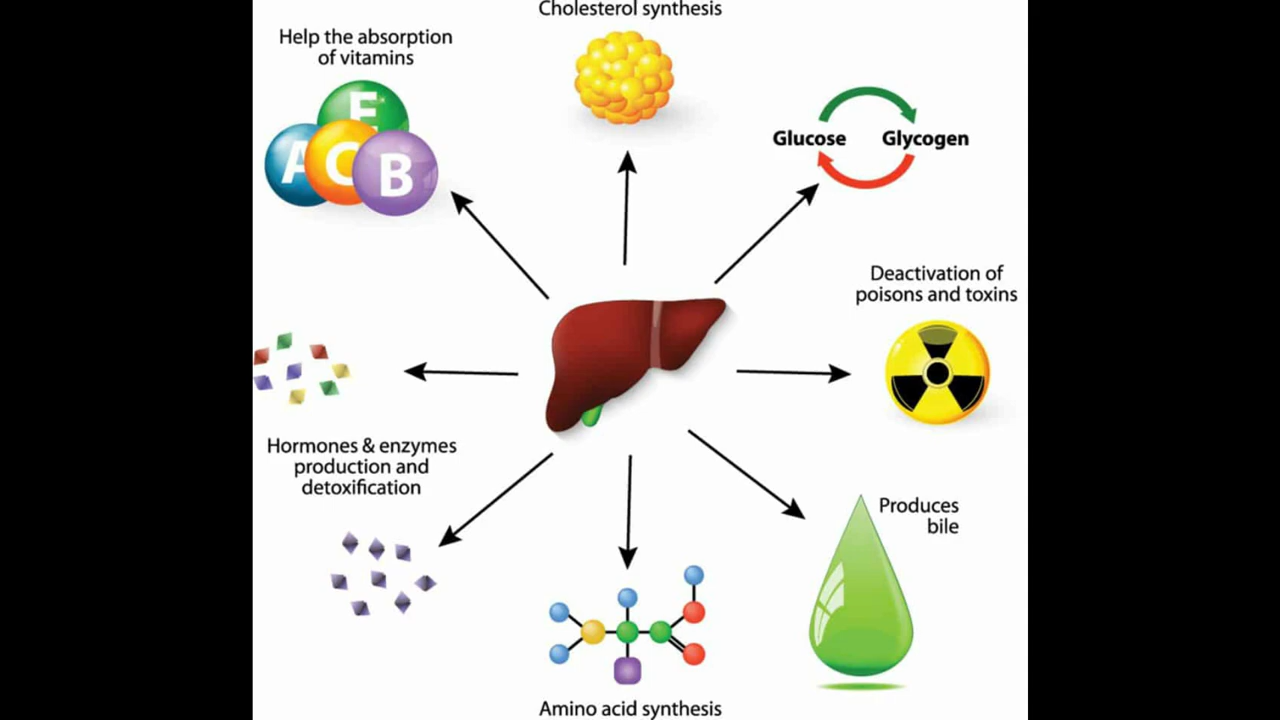 Cholesterol synthesis
Help the absorption
of vitamins
E
A
C
B
Glucose
Glycogen
Deactivation of
poisons and toxins
Hormones & enzymes
production and
detoxification
Produces
bile
Amino acid synthesis